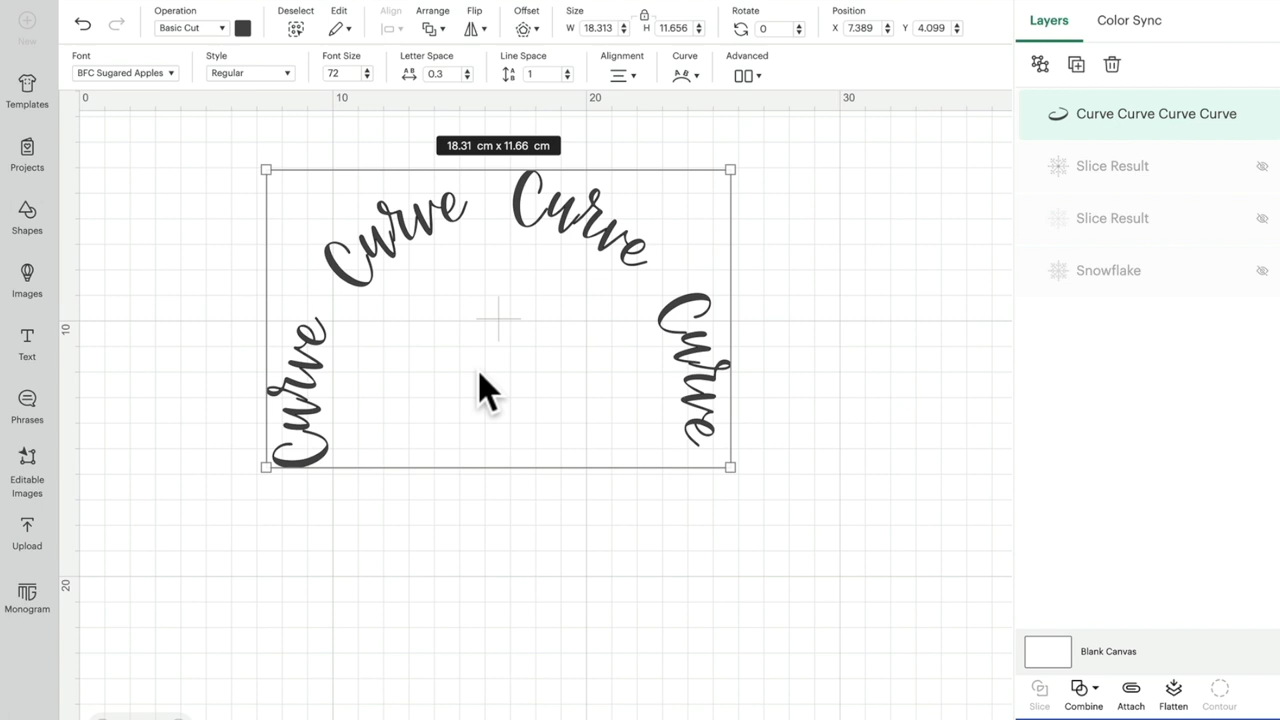 Operation Deselect Edit Align Arrange Flip Offset Size Rotate Position
Basic Cut W 18.313 H 11.656 0 X 7.389 Y 4.099
New
Font Style Font Size Letter Space Line Space Alignment Curve Advanced
BFC Sugared Apples Regular 72 0.3 1
Templates
Projects
Shapes
Images
Text
Phrases
Editable
Images
Upload
Monogram
0 10 20 30
10
20
18.31 cm x 11.66 cm
Curve Curve Curve Curve
Layers Color Sync
Curve Curve Curve Curve
Slice Result
Slice Result
Snowflake
Blank Canvas
Slice Combine Attach Flatten Contour